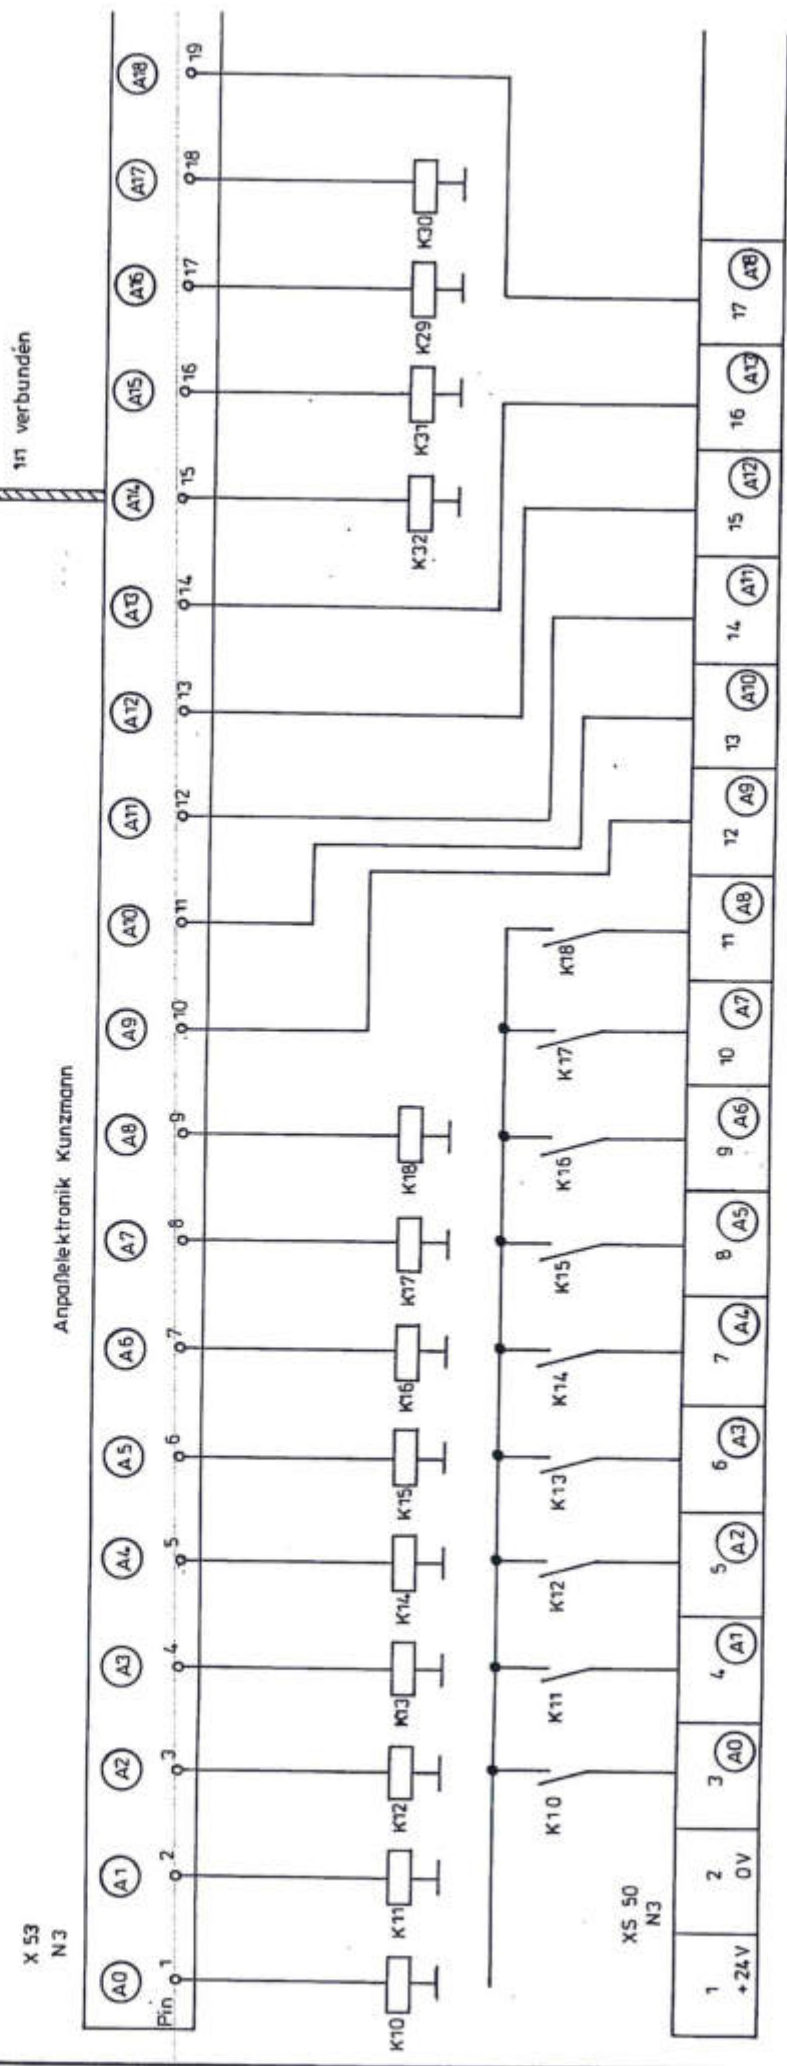 1:1 verbunden
Anpaßelektronik Kunzmann
X 53
N3
A0 A1 A2 A3 A4 A5 A6 A7 A8 A9 A10 A11 A12 A13 A14 A15 A16 A17 A18
Pin 1 2 3 4 5 6 7 8 9 10 11 12 13 14 15 16 17 18 19
K10 K11 K12 K13 K14 K15 K16 K17 K18 K32 K31 K29 K30
K10 K11 K12 K13 K14 K15 K16 K17 K18
XS 50
N3
1 2 3 A0 4 A1 5 A2 6 A3 7 A4 8 A5 9 A6 10 A7 11 A8 12 A9 13 A10 14 A11 15 A12 16 A13 17 A18
+24V 0V